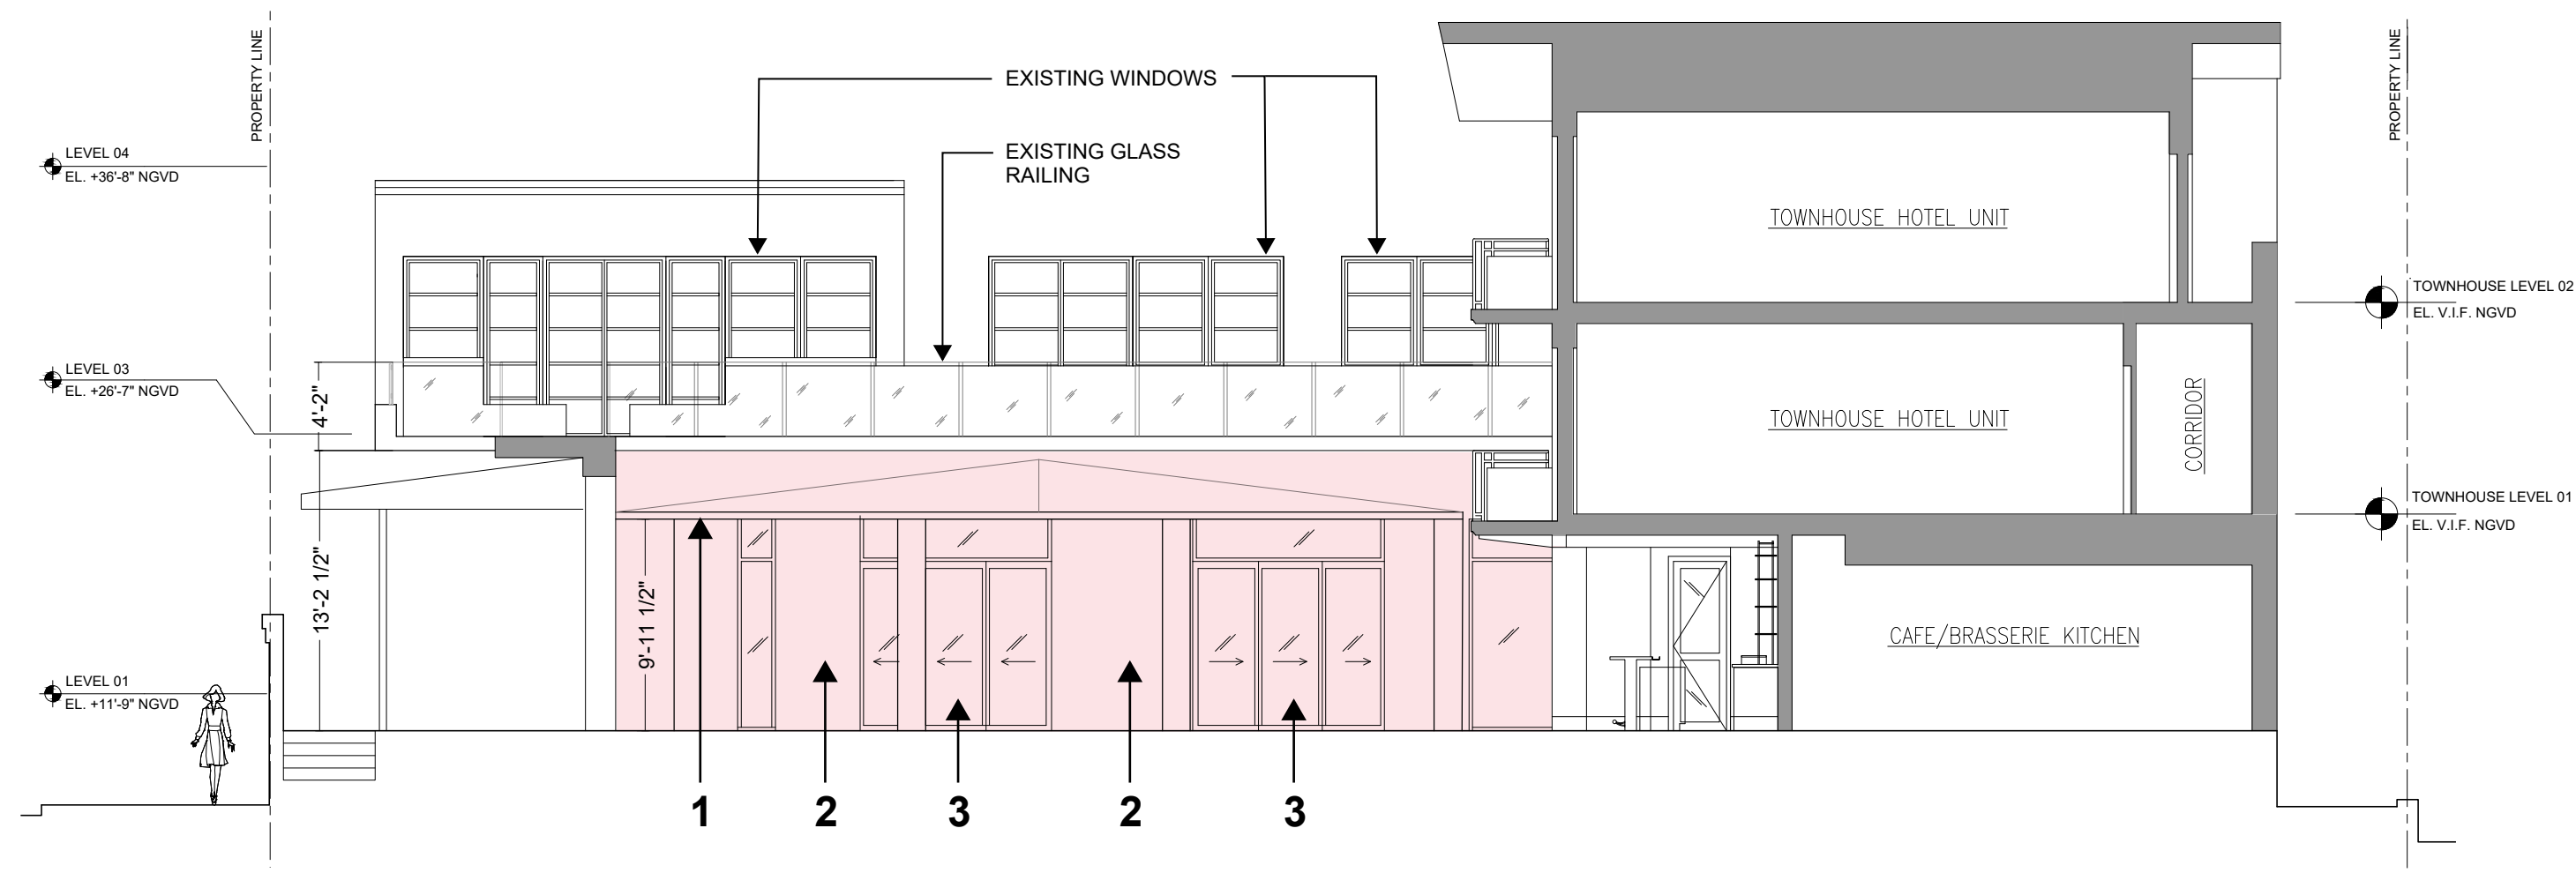 PROPERTY LINE
PROPERTY LINE
EXISTING WINDOWS
EXISTING GLASS
RAILING
LEVEL 04
EL. +36'-8" NGVD
TOWNHOUSE HOTEL UNIT
TOWNHOUSE LEVEL 02
EL. V.I.F. NGVD
LEVEL 03
EL. +26'-7" NGVD
4'-2"
TOWNHOUSE HOTEL UNIT
CORRIDOR
TOWNHOUSE LEVEL 01
EL. V.I.F. NGVD
13'-2 1/2"
9'-11 1/2"
CAFE/BRASSERIE KITCHEN
LEVEL 01
EL. +11'-9" NGVD
1 2 3 2 3